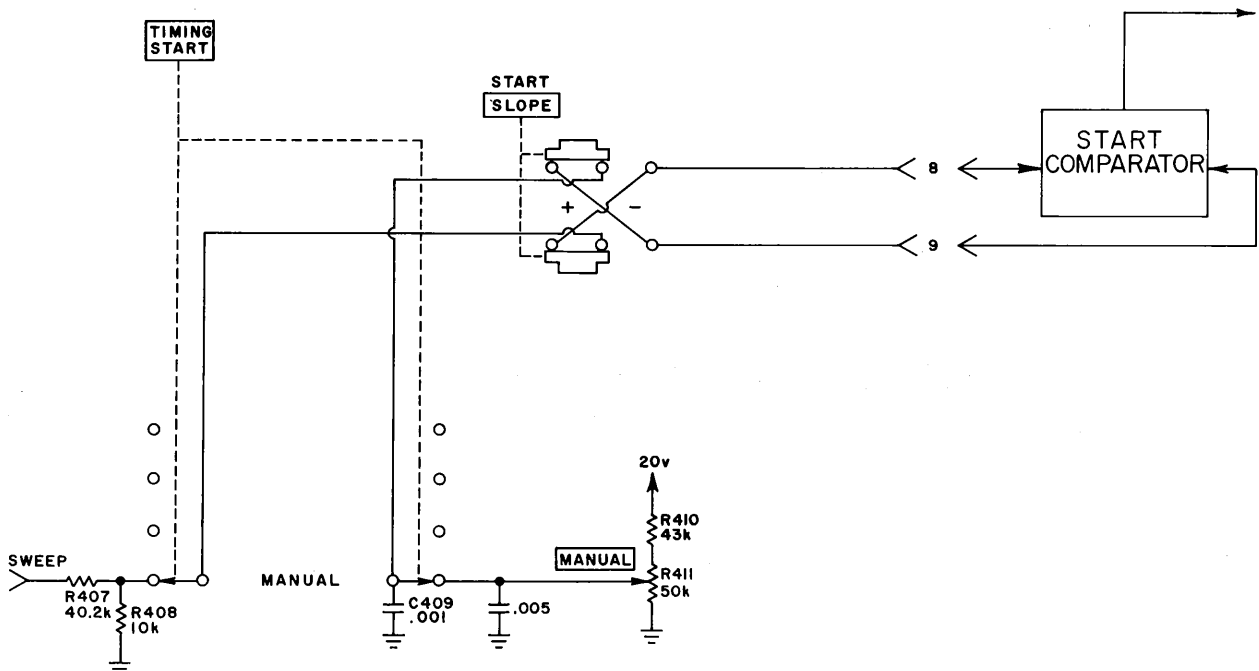 TIMING
START
START
SLOPE
START
COMPARATOR
8
+ -
9
20v
R410
43k
SWEEP
MANUAL
MANUAL
R411
50k
R407
40.2k
R408
10k
C409
.001
.005